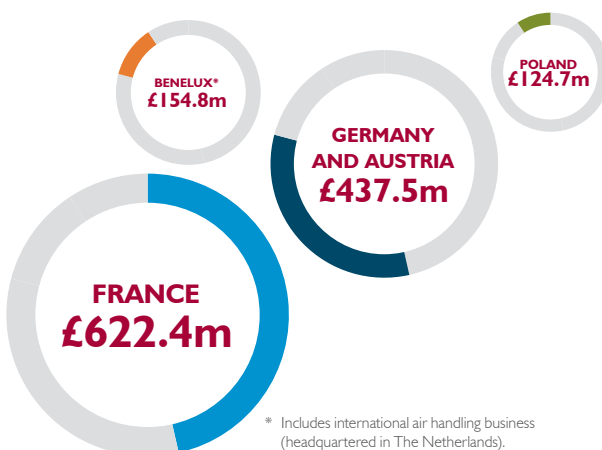 BENELUX*
£154.8m
POLAND
£124.7m
GERMANY
AND AUSTRIA
£437.5m
FRANCE
£622.4m
* Includes international air handling business
(headquartered in The Netherlands).